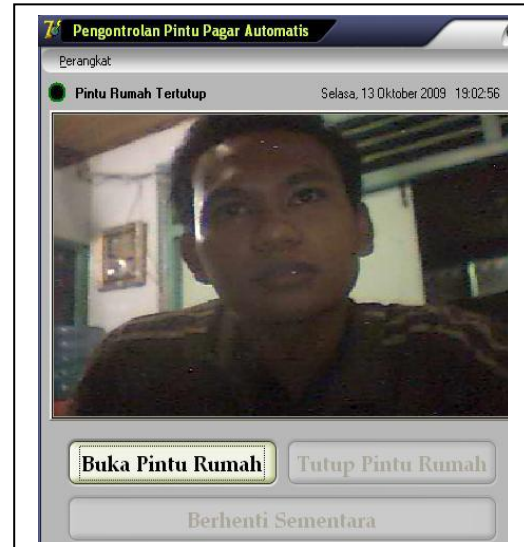 Pengontrolan Pintu Pagar Automatis
Perangkat
Pintu Rumah Tertutup Selasa, 13 Oktober 2009 19:02:56
Buka Pintu Rumah Tutup Pintu Rumah
Berhenti Sementara